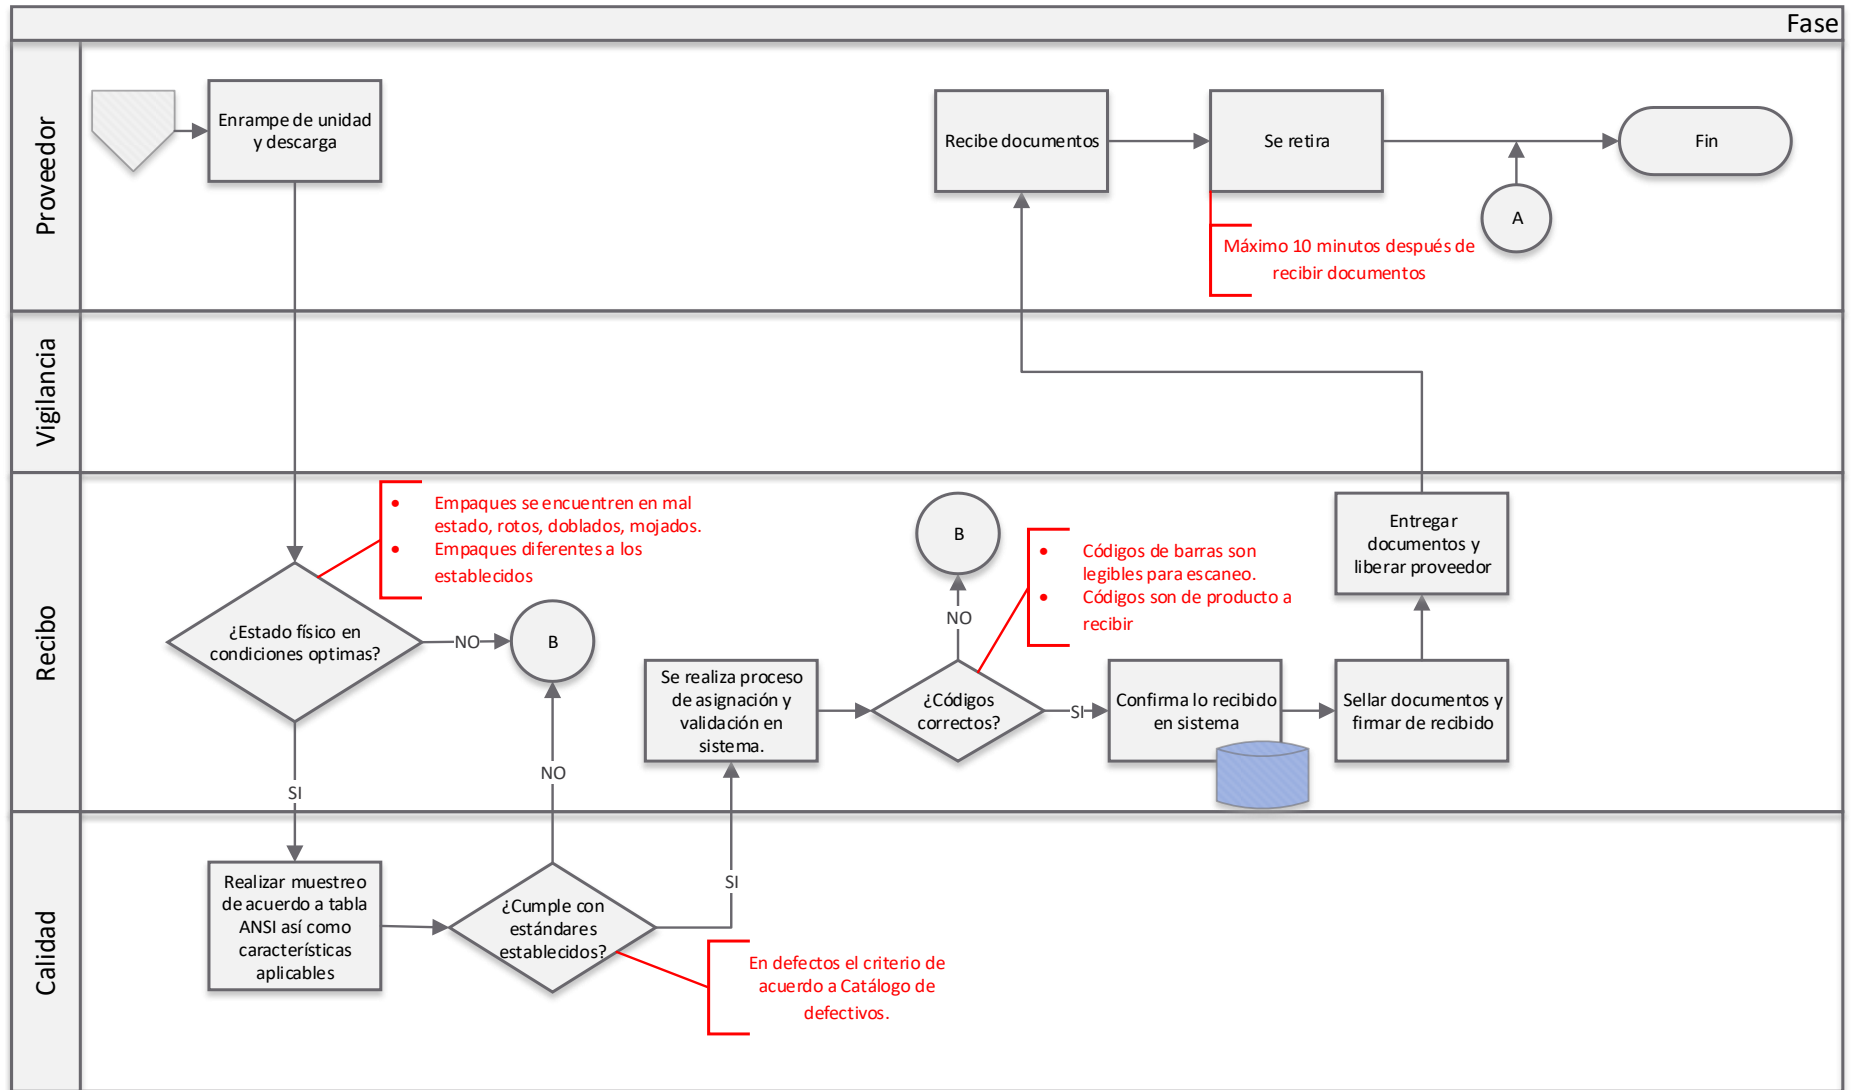 Fase
Proveedor
Enrampe de unidad
y descarga
Recibe documentos
Se retira
Fin
A
Máximo 10 minutos después de
recibir documentos
Vigilancia
Recibo
• Empaques se encuentren en mal
estado, rotos, doblados, mojados.
• Empaques diferentes a los
establecidos
¿Estado físico en
condiciones optimas?
NO
B
SI
NO
Se realiza proceso
de asignación y
validación en
sistema.
B
NO
• Códigos de barras son
legibles para escaneo.
• Códigos son de producto a
recibir
¿Códigos
correctos?
SI
Confirma lo recibido
en sistema
Sellar documentos y
firmar de recibido
Entregar
documentos y
liberar proveedor
Calidad
Realizar muestreo
de acuerdo a tabla
ANSI así como
características
aplicables
¿Cumple con
estándares
establecidos?
SI
En defectos el criterio de
acuerdo a Catálogo de
defectivos.